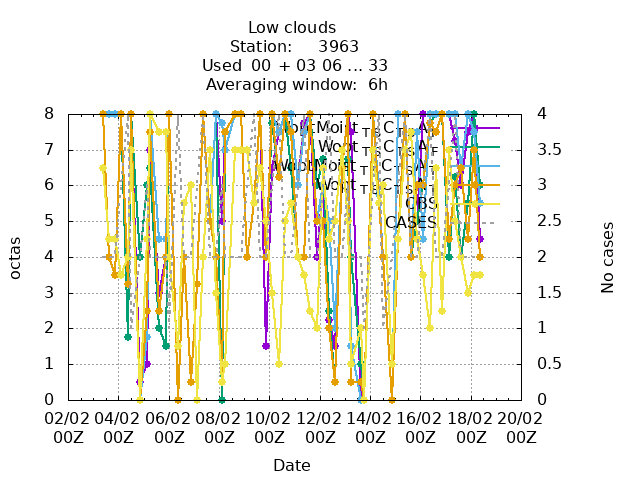 Low clouds
Station: 3963
Used 00 + 03 06 ... 33
Averaging window: 6h
8
7
6
5
4
3
2
1
0
4
3.5
3
2.5
2
1.5
1
0.5
0
octas
No cases
OBS
CASES
02/02 04/02 06/02 08/02 10/02 12/02 14/02 16/02 18/02 20/02
00Z 00Z 00Z 00Z 00Z 00Z 00Z 00Z 00Z 00Z
Date